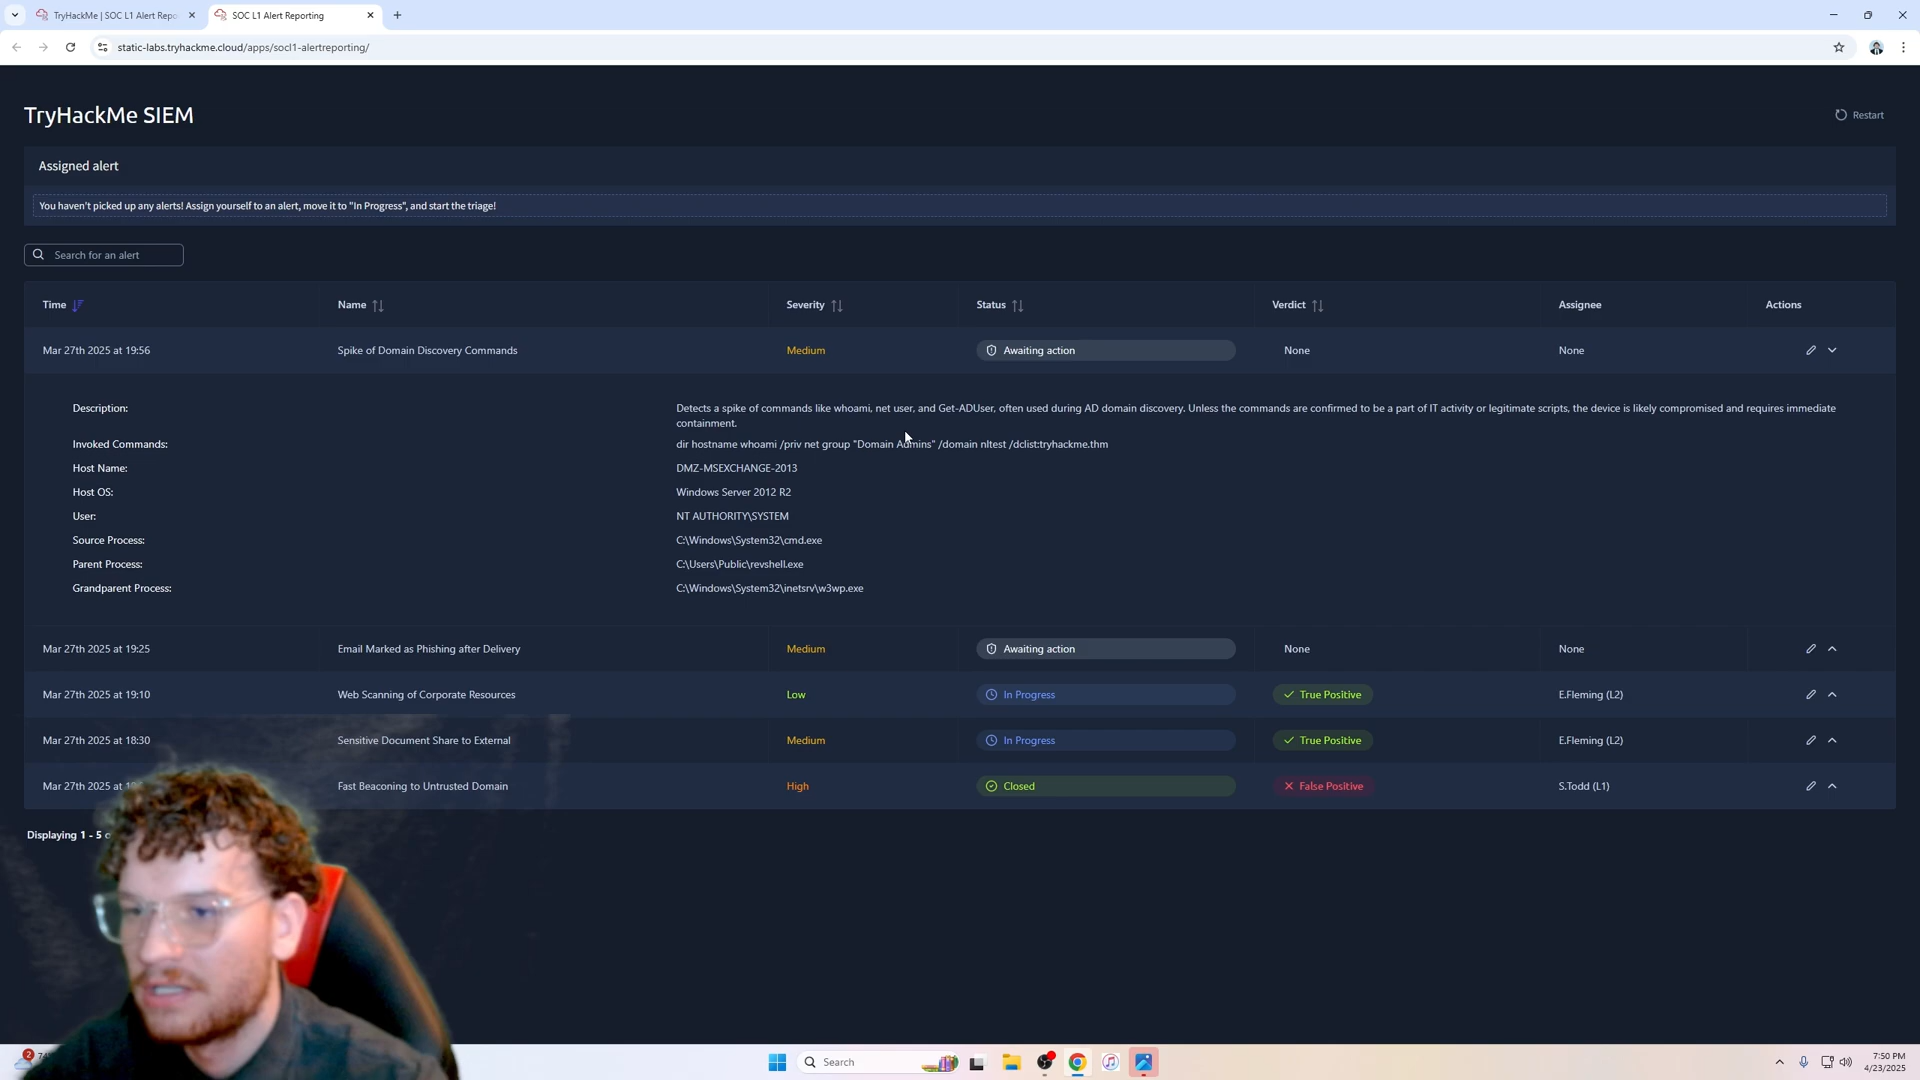 TryHackMe | SOC L1 Alert Repo
SOC L1 Alert Reporting
static-labs.tryhackme.cloud/apps/socl1-alertreporting/
TryHackMe SIEM
Restart
Assigned alert
You haven't picked up any alerts! Assign yourself to an alert, move it to "In Progress", and start the triage!
Search for an alert
Time Name Severity Status Verdict Assignee Actions
Mar 27th 2025 at 19:56 Spike of Domain Discovery Commands Medium Awaiting action None None
Description: Detects a spike of commands like whoami, net user, and Get-ADUser, often used during AD domain discovery. Unless the commands are confirmed to be a part of IT activity or legitimate scripts, the device is likely compromised and requires immediate
containment.
Invoked Commands: dir hostname whoami /priv net group "Domain Admins" /domain nltest /dclist:tryhackme.thm
Host Name: DMZ-MSEXCHANGE-2013
Host OS: Windows Server 2012 R2
User: NT AUTHORITY\SYSTEM
Source Process: C:\Windows\System32\cmd.exe
Parent Process: C:\Users\Public\revshell.exe
Grandparent Process: C:\Windows\System32\inetsrv\w3wp.exe
Mar 27th 2025 at 19:25 Email Marked as Phishing after Delivery Medium Awaiting action None None
Mar 27th 2025 at 19:10 Web Scanning of Corporate Resources Low In Progress True Positive E.Fleming (L2)
Mar 27th 2025 at 18:30 Sensitive Document Share to External Medium In Progress True Positive E.Fleming (L2)
Mar 27th 2025 at Fast Beaconing to Untrusted Domain High Closed False Positive S.Todd (L1)
Displaying 1 - 5
2
Search
7:50 PM
4/23/2025